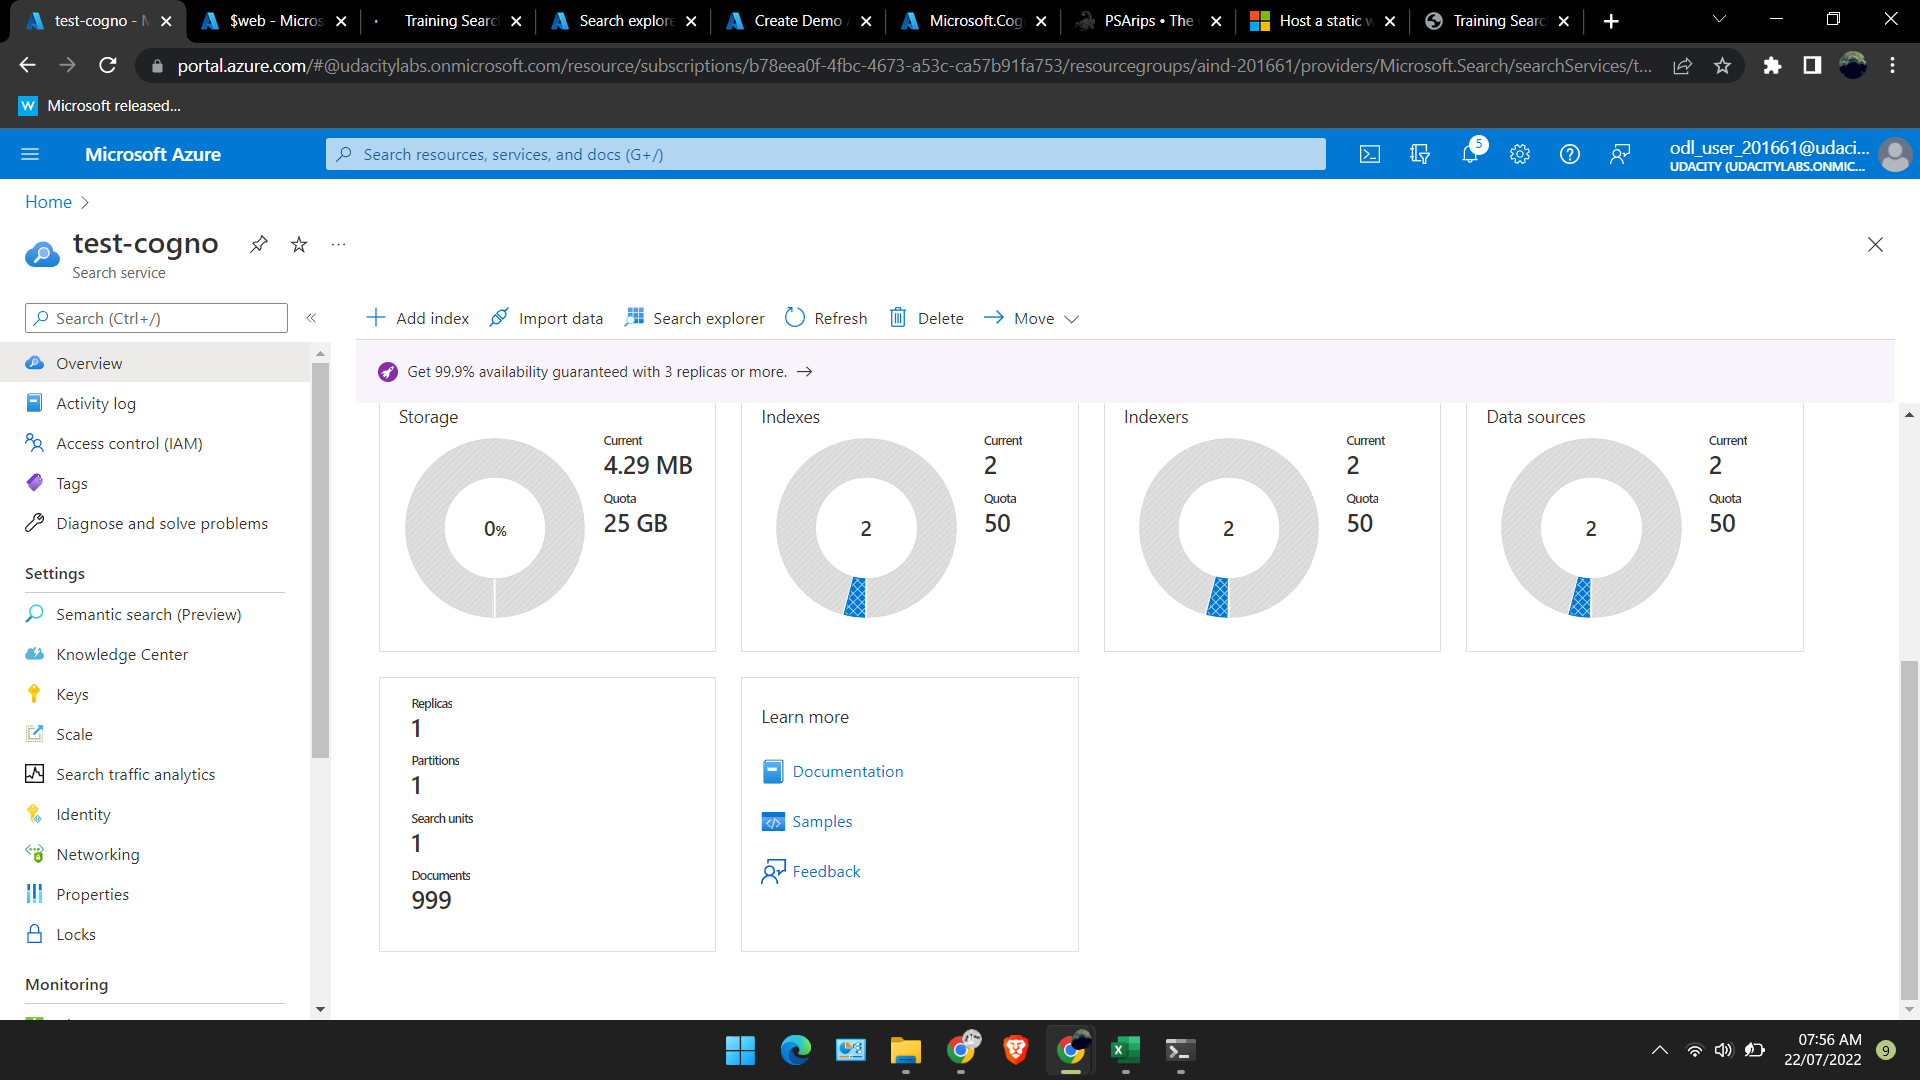 test-cogno - M
$web - Micros
Training Searc
Search explore
Create Demo A
Microsoft.Cog
PSArips • The
Host a static w
Training Searc
portal.azure.com/#@udacitylabs.onmicrosoft.com/resource/subscriptions/b78eea0f-4fbc-4673-a53c-ca57b91fa753/resourcegroups/aind-201661/providers/Microsoft.Search/searchServices/t...
W Microsoft released...
Microsoft Azure
Search resources, services, and docs (G+/)
5
odl_user_201661@udaci...
UDACITY (UDACITYLABS.ONMIC...
Home
test-cogno
Search service
Search (Ctrl+/)
Overview
Activity log
Access control (IAM)
Tags
Diagnose and solve problems
Settings
Semantic search (Preview)
Knowledge Center
Keys
Scale
Search traffic analytics
Identity
Networking
Properties
Locks
Monitoring
Add index
Import data
Search explorer
Refresh
Delete
Move
Get 99.9% availability guaranteed with 3 replicas or more.
Storage
0%
Current
4.29 MB
Quota
25 GB
Indexes
2
Current
2
Quota
50
Indexers
2
Current
2
Quota
50
Data sources
2
Current
2
Quota
50
Replicas
1
Partitions
1
Search units
1
Documents
999
Learn more
Documentation
Samples
Feedback
07:56 AM
22/07/2022
9